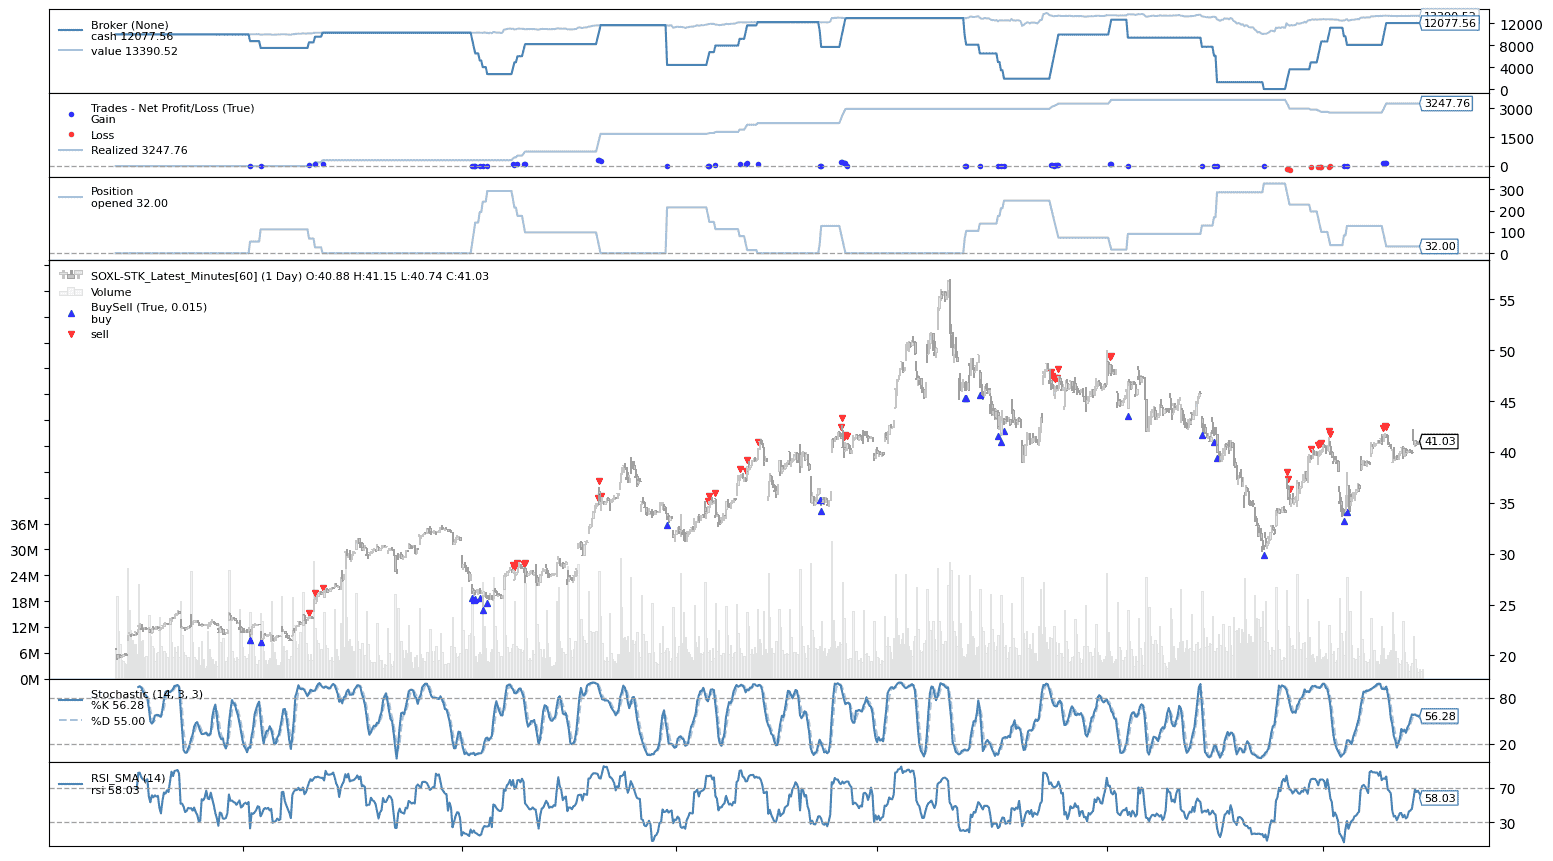 Broker (None)
cash 12077.56
value 13390.52
13390.52
12077.56
12000
8000
4000
0
Trades - Net Profit/Loss (True)
Gain
Loss
Realized 3247.76
3247.76
3000
1500
0
Position
opened 32.00
300
200
100
0
32.00
SOXL-STK_Latest_Minutes[60] (1 Day) O:40.88 H:41.15 L:40.74 C:41.03
Volume
BuySell (True, 0.015)
buy
sell
55
50
45
40
35
30
25
20
41.03
36M
30M
24M
18M
12M
6M
0M
Stochastic (14, 3, 3)
%K 56.28
%D 55.00
80
56.28
20
RSI_SMA (14)
rsi 58.03
70
58.03
30